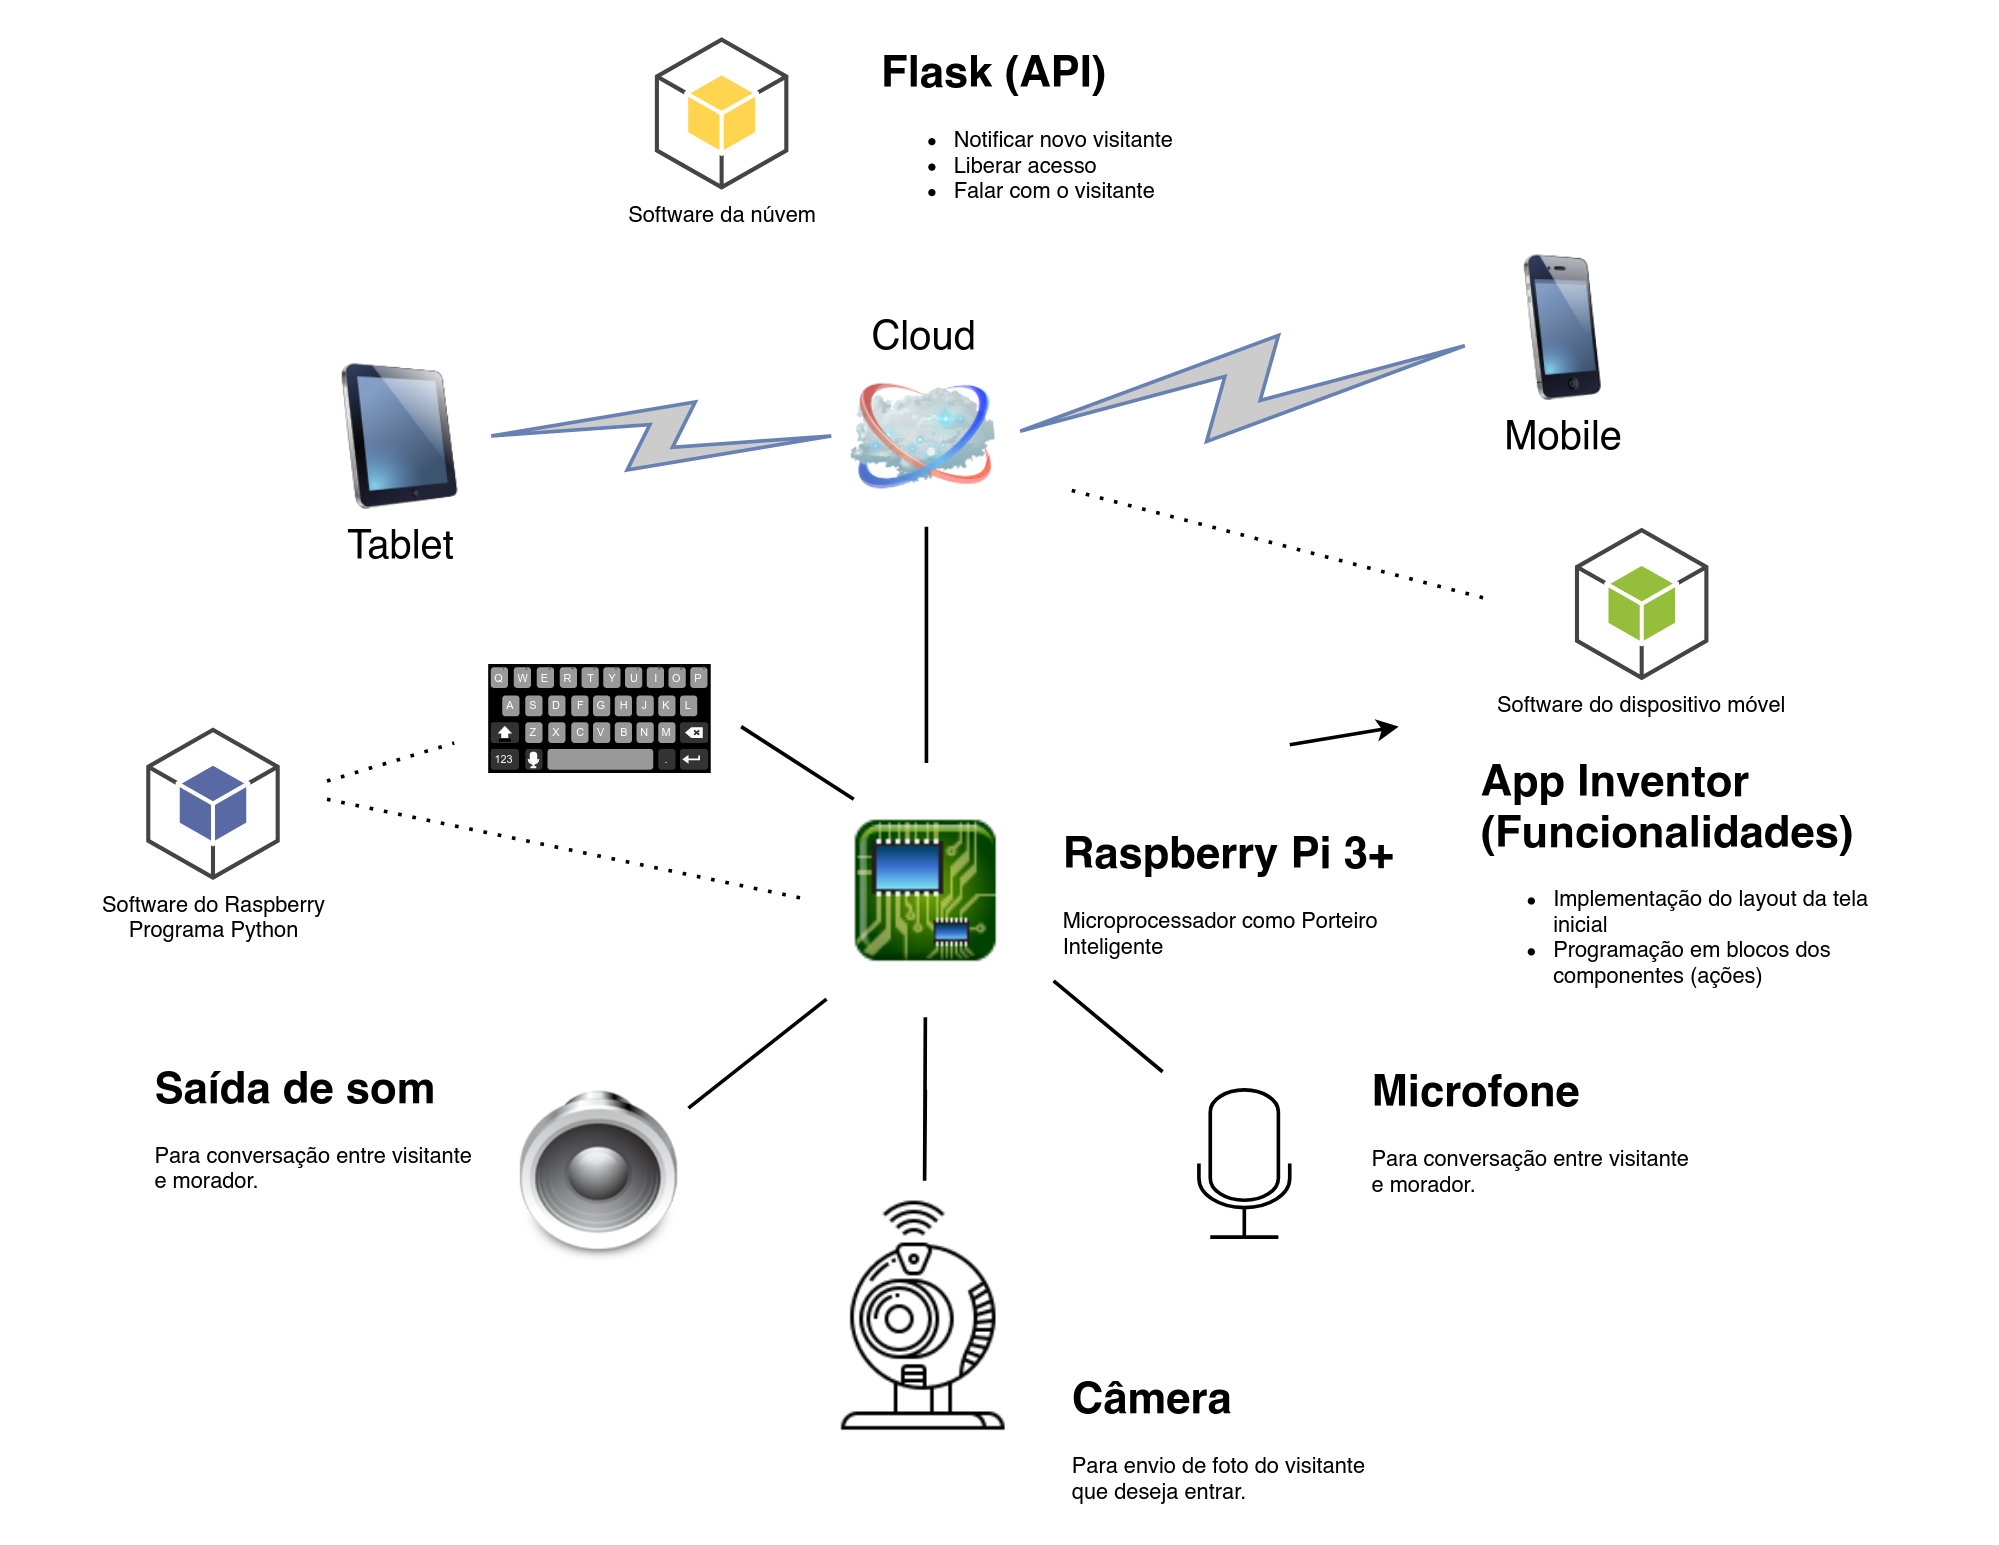 Flask (API)
Notificar novo visitante
Liberar acesso
Falar com o visitante
Software da núvem
Cloud
Mobile
Tablet
Software do dispositivo móvel
Q W E R T Y U I O P
A S D F G H J K L
Z X C V B N M
123 .
App Inventor
(Funcionalidades)
Implementação do layout da tela
inicial
Programação em blocos dos
componentes (ações)
Software do Raspberry
Programa Python
Raspberry Pi 3+
Microprocessador como Porteiro
Inteligente
Saída de som
Para conversação entre visitante
e morador.
Microfone
Para conversação entre visitante
e morador.
Câmera
Para envio de foto do visitante
que deseja entrar.